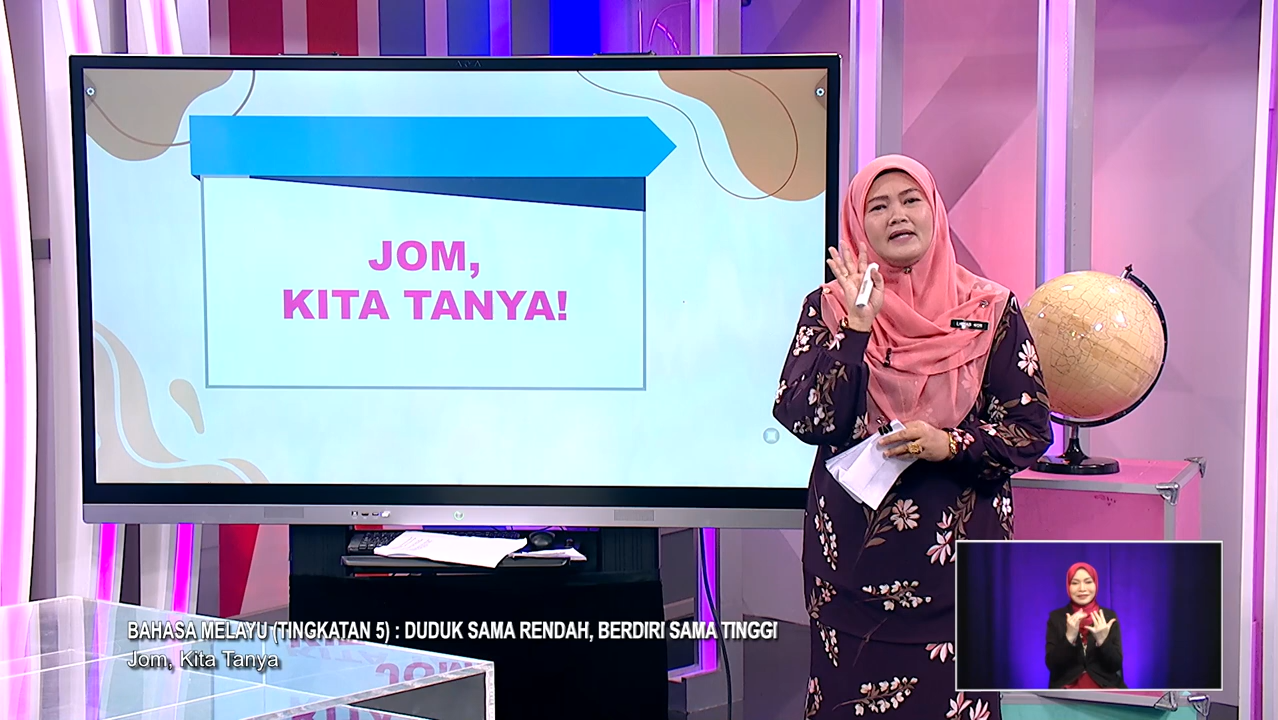 JOM,
KITA TANYA!
BAHASA MELAYU (TINGKATAN 5) : DUDUK SAMA RENDAH, BERDIRI SAMA TINGGI
Jom, Kita Tanya